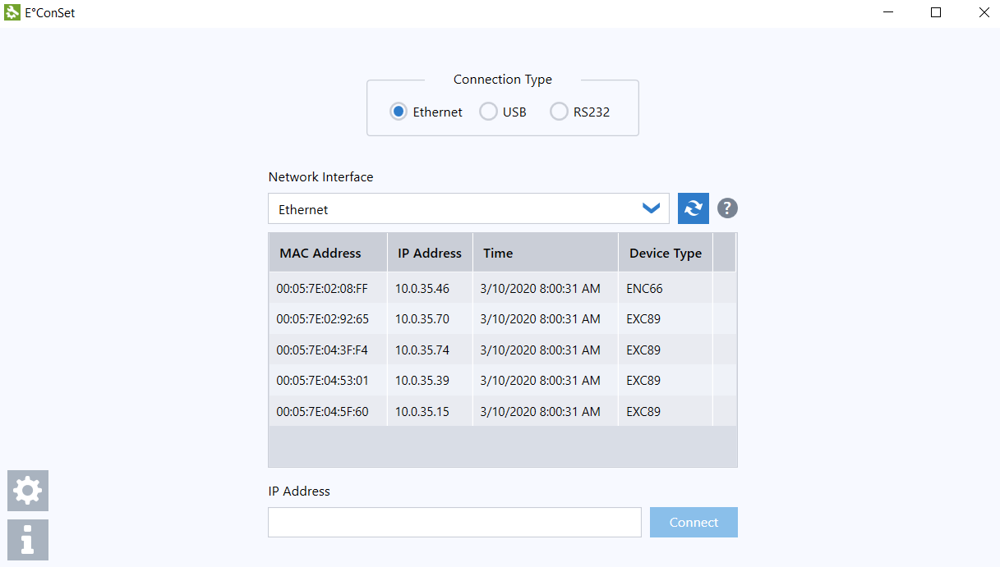 E°ConSet
Connection Type
Ethernet USB RS232
Network Interface
Ethernet ?
MAC Address IP Address Time Device Type
00:05:7E:02:08:FF 10.0.35.46 3/10/2020 8:00:31 AM ENC66
00:05:7E:02:92:65 10.0.35.70 3/10/2020 8:00:31 AM EXC89
00:05:7E:04:3F:F4 10.0.35.74 3/10/2020 8:00:31 AM EXC89
00:05:7E:04:53:01 10.0.35.39 3/10/2020 8:00:31 AM EXC89
00:05:7E:04:5F:60 10.0.35.15 3/10/2020 8:00:31 AM EXC89
IP Address
Connect